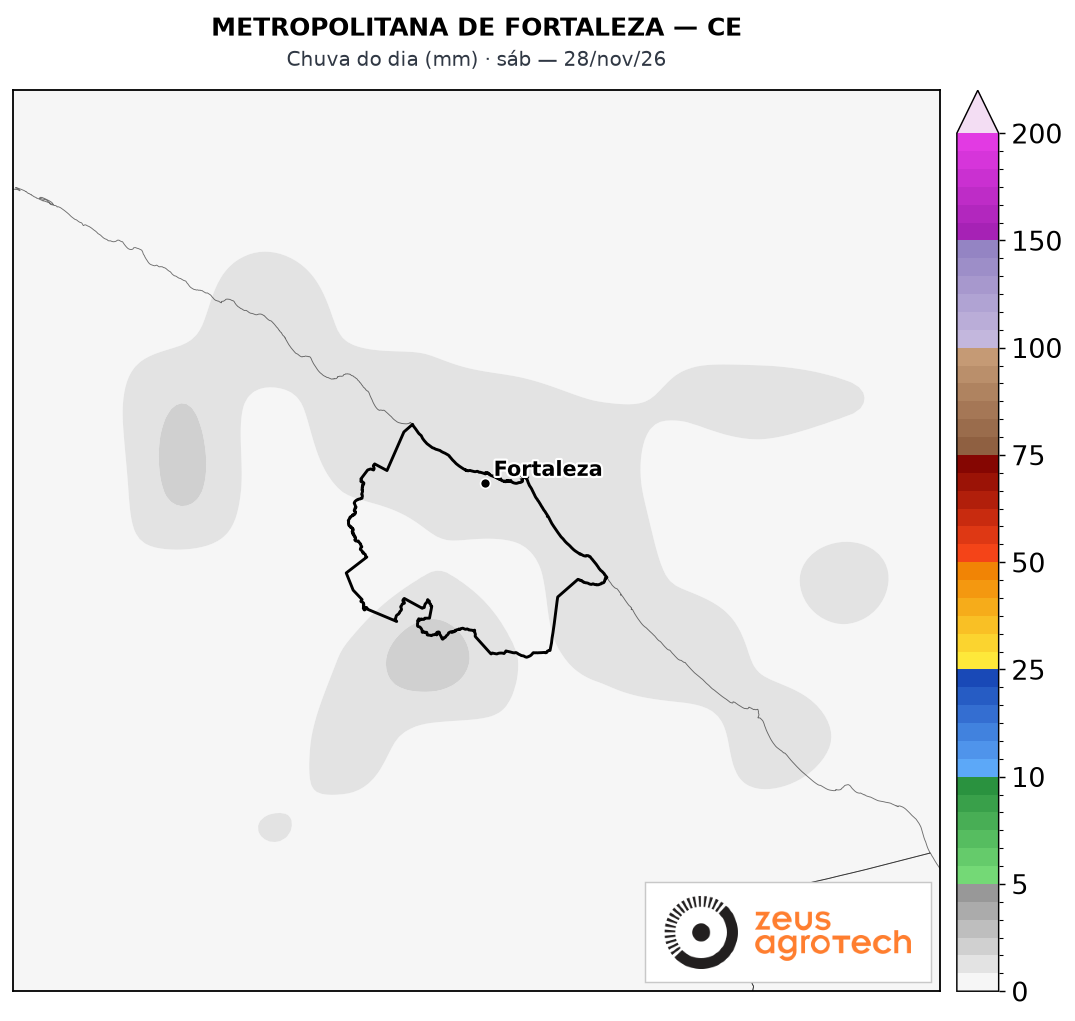 METROPOLITANA DE FORTALEZA — CE
Chuva do dia (mm) · sáb — 28/nov/26
200
150
100
75
50
25
10
5
0
Fortaleza
zeus
agroTech